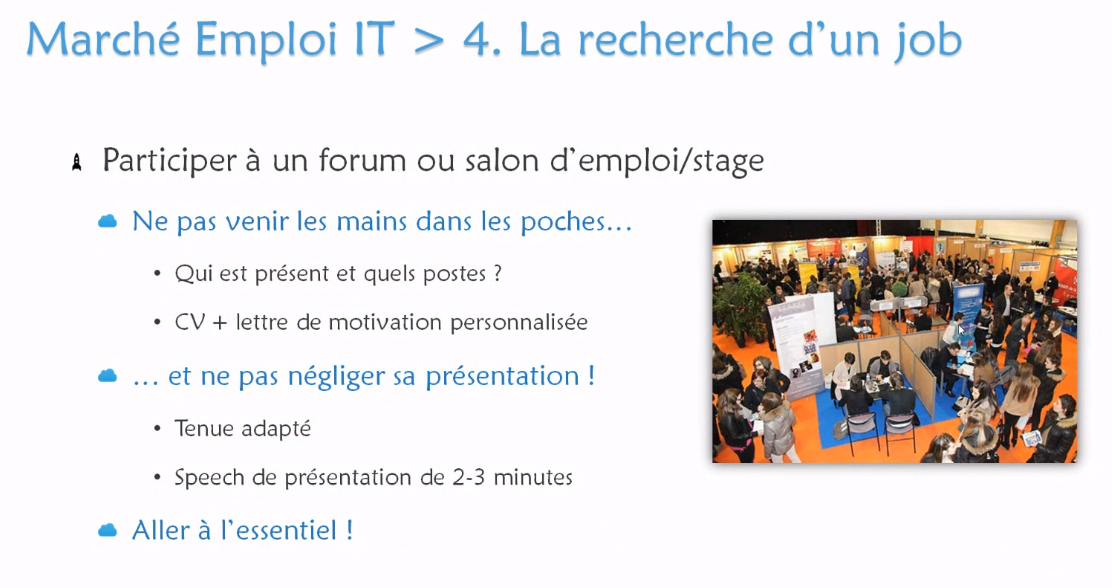 Marché Emploi IT > 4. La recherche d'un job
Participer à un forum ou salon d'emploi/stage
Ne pas venir les mains dans les poches…
Qui est présent et quels postes ?
CV + lettre de motivation personnalisée
… et ne pas négliger sa présentation !
Tenue adapté
Speech de présentation de 2-3 minutes
Aller à l'essentiel !